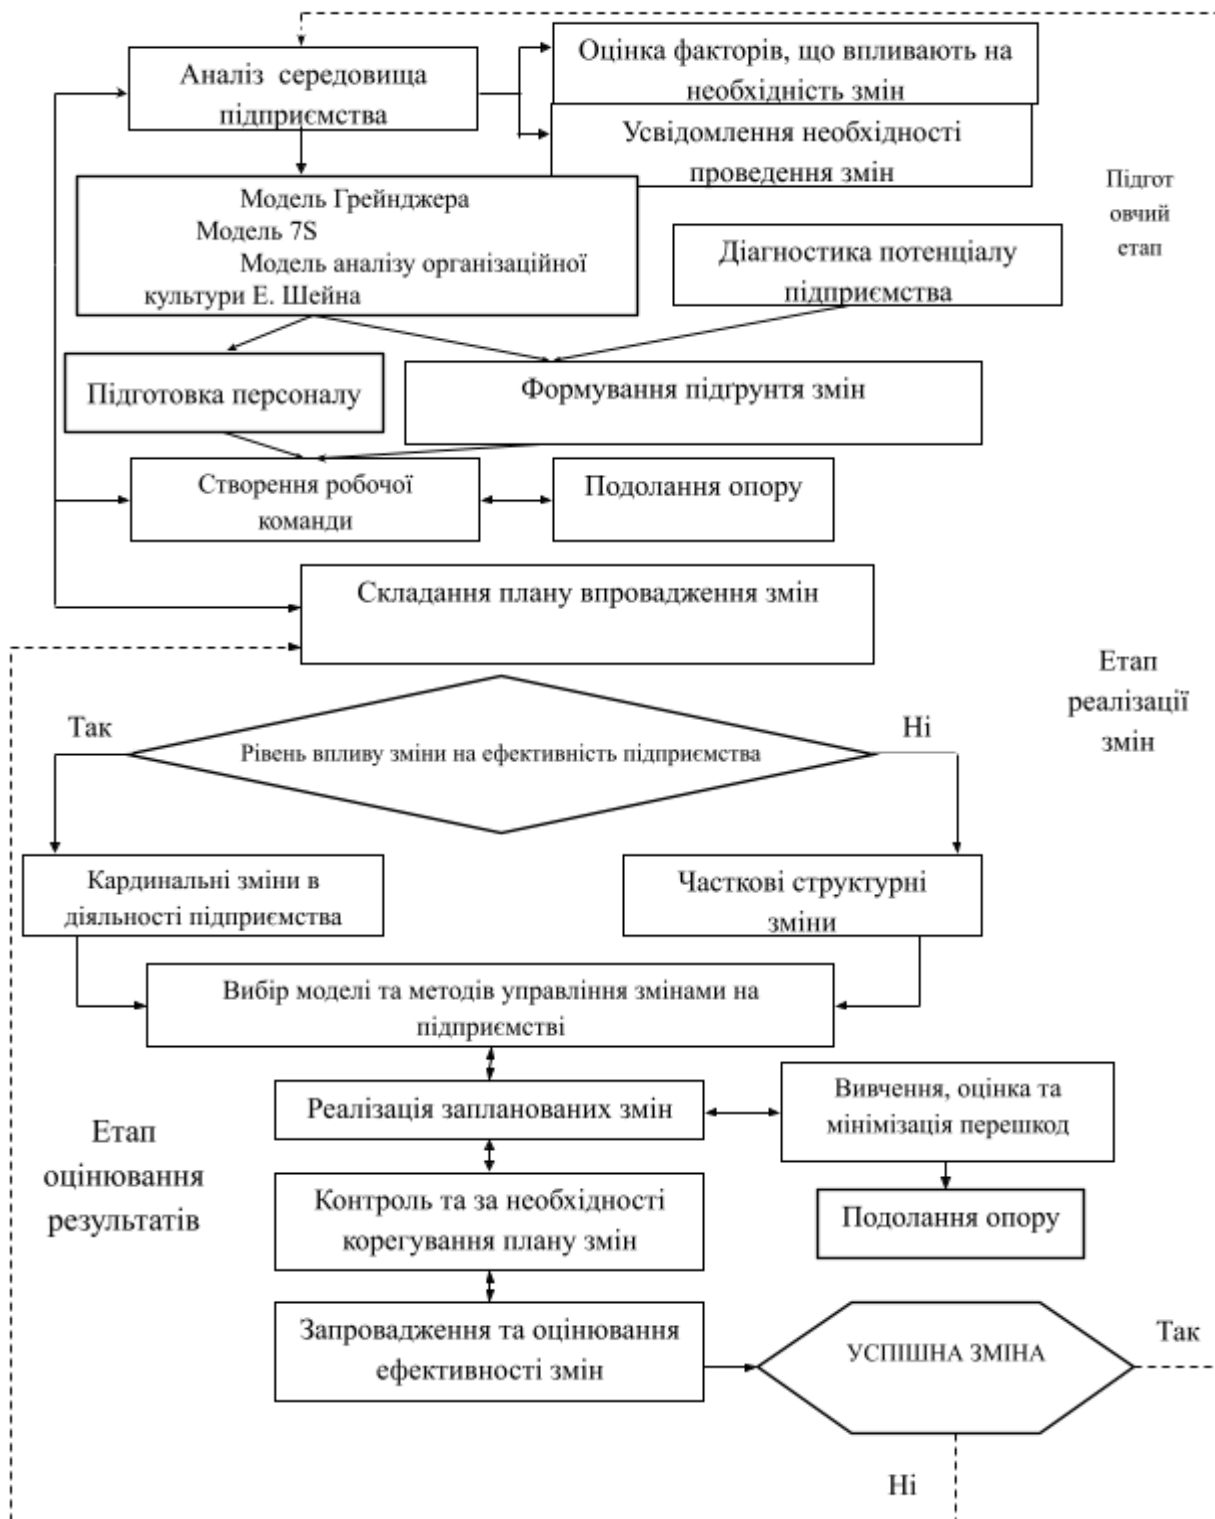 Аналіз середовища
підприємства
Оцінка факторів, що впливають на
необхідність змін
Усвідомлення необхідності
проведення змін
Підгот
овчий
етап
Модель Грейнджера
Модель 7S
Модель аналізу організаційної
культури Е. Шейна
Діагностика потенціалу
підприємства
Підготовка персоналу
Формування підґрунтя змін
Створення робочої
команди
Подолання опору
Складання плану впровадження змін
Етап
реалізації
змін
Так
Ні
Рівень впливу зміни на ефективність підприємства
Кардинальні зміни в
діяльності підприємства
Часткові структурні
зміни
Вибір моделі та методів управління змінами на
підприємстві
Реалізація запланованих змін
Вивчення, оцінка та
мінімізація перешкод
Етап
оцінювання
результатів
Контроль та за необхідності
корегування плану змін
Подолання опору
Запровадження та оцінювання
ефективності змін
УСПІШНА ЗМІНА
Так
Ні